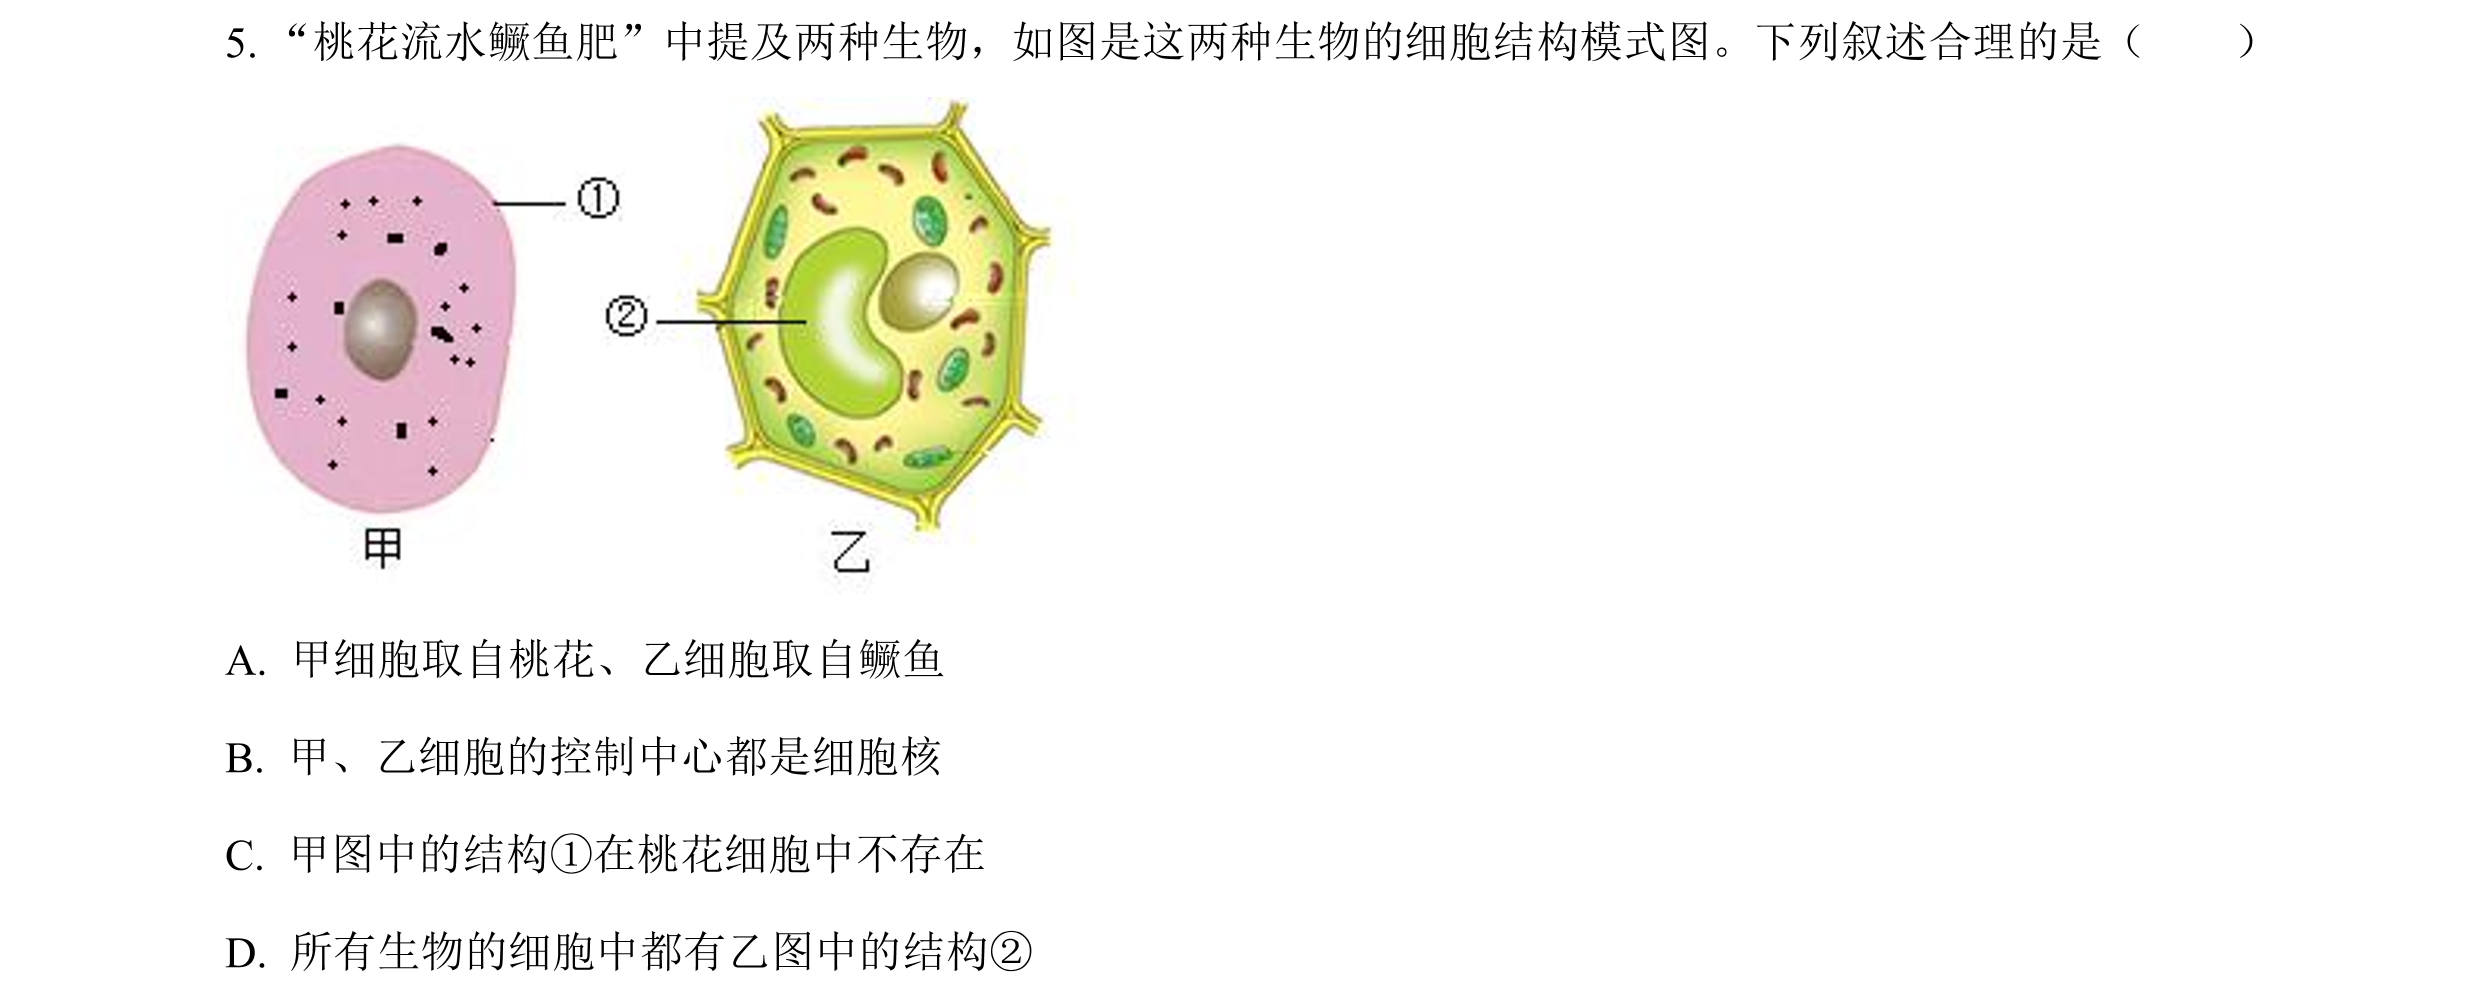 5. “桃花流水鳜鱼肥”中提及两种生物，如图是这两种生物的细胞结构模式图。下列叙述合理的是（　　）
①
②
甲
乙
A. 甲细胞取自桃花、乙细胞取自鳜鱼
B. 甲、乙细胞的控制中心都是细胞核
C. 甲图中的结构①在桃花细胞中不存在
D. 所有生物的细胞中都有乙图中的结构②